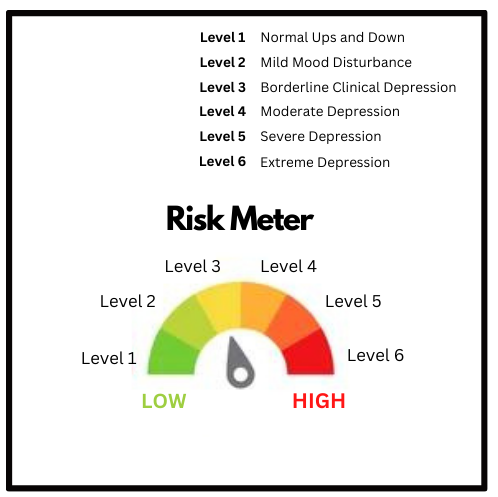 Level 1 Normal Ups and Down
Level 2 Mild Mood Disturbance
Level 3 Borderline Clinical Depression
Level 4 Moderate Depression
Level 5 Severe Depression
Level 6 Extreme Depression
Risk Meter
Level 3 Level 4
Level 2 Level 5
Level 1 Level 6
LOW HIGH